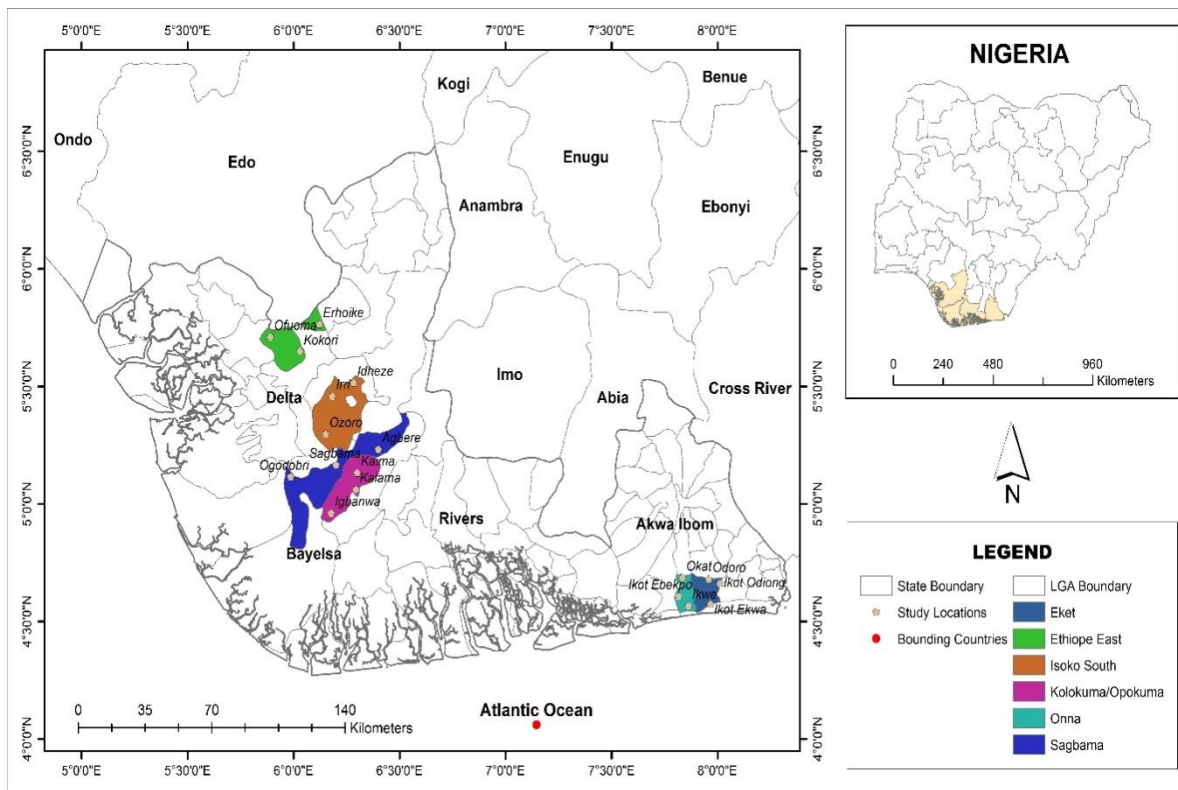 5°0'0"E 5°30'0"E 6°0'0"E 6°30'0"E 7°0'0"E 7°30'0"E 8°0'0"E
6°30'0"N
6°0'0"N
5°30'0"N
5°0'0"N
4°30'0"N
4°0'0"N
Kogi
Benue
Ondo
Edo
Enugu
Anambra
Ebonyi
Erhoike
Ofuoma
Kokori
Idheze
Irri
Imo
Cross River
Delta
Abia
Ozoro
Agbere
Sagbama
Kaima
Ogodobri
Kalama
Igbanwa
Rivers
Akwa Ibom
Bayelsa
Okat Odoro
Ikot Ebekpo
Ikot Odiong
Ikwe
Ikot Ekwa
Atlantic Ocean
0 35 70 140
Kilometers
6°30'0"N
6°0'0"N
5°30'0"N
5°0'0"N
4°30'0"N
4°0'0"N
5°0'0"E 5°30'0"E 6°0'0"E 6°30'0"E 7°0'0"E 7°30'0"E 8°0'0"E
NIGERIA
0 240 480 960
Kilometers
N
LEGEND
State Boundary
Study Locations
Bounding Countries
LGA Boundary
Eket
Ethiope East
Isoko South
Kolokuma/Opokuma
Onna
Sagbama